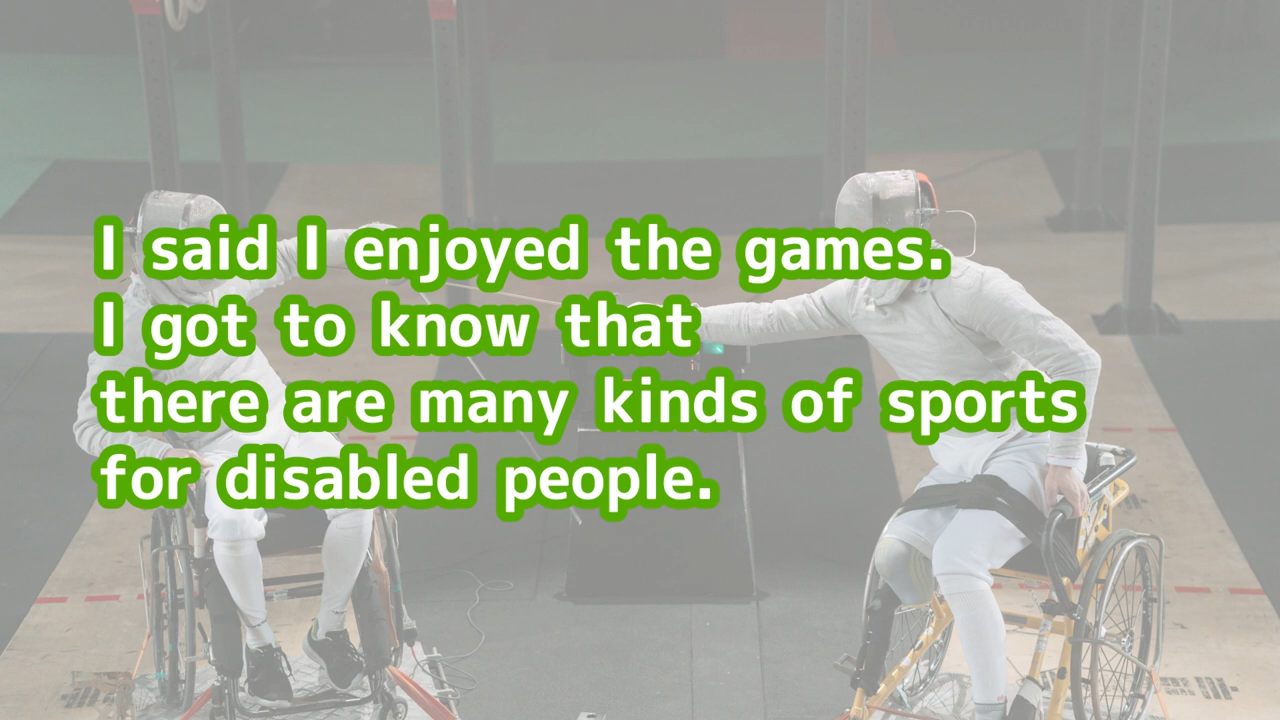 I said I enjoyed the games.
I got to know that
there are many kinds of sports
for disabled people.